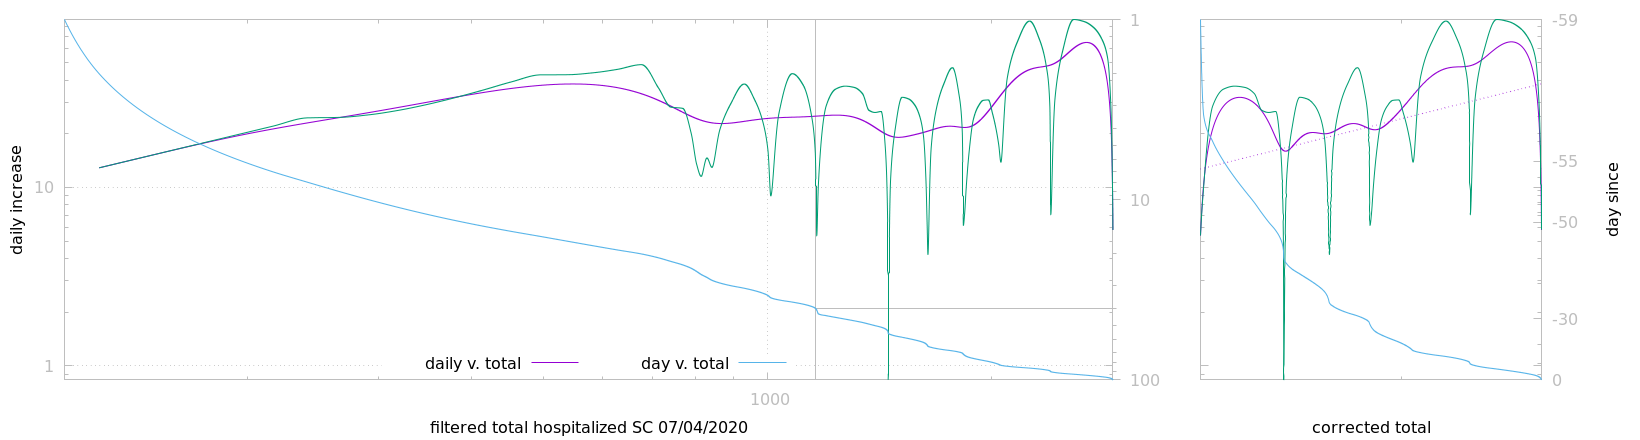 daily increase
10
1
daily v. total
day v. total
1000
filtered total hospitalized SC 07/04/2020
1
10
100
-59
-55
-50
-30
0
day since
corrected total